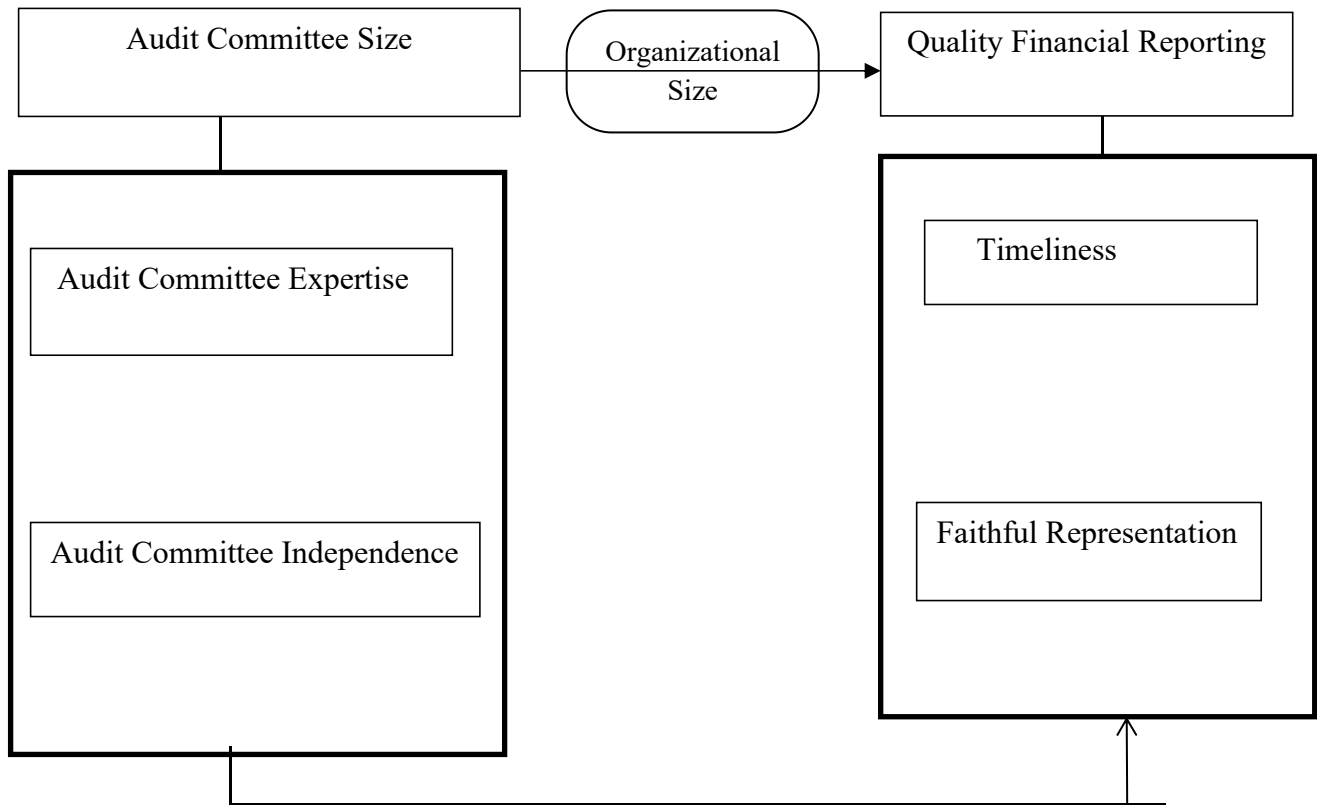 Audit Committee Size
Organizational
Size
Quality Financial Reporting
Audit Committee Expertise
Timeliness
Audit Committee Independence
Faithful Representation